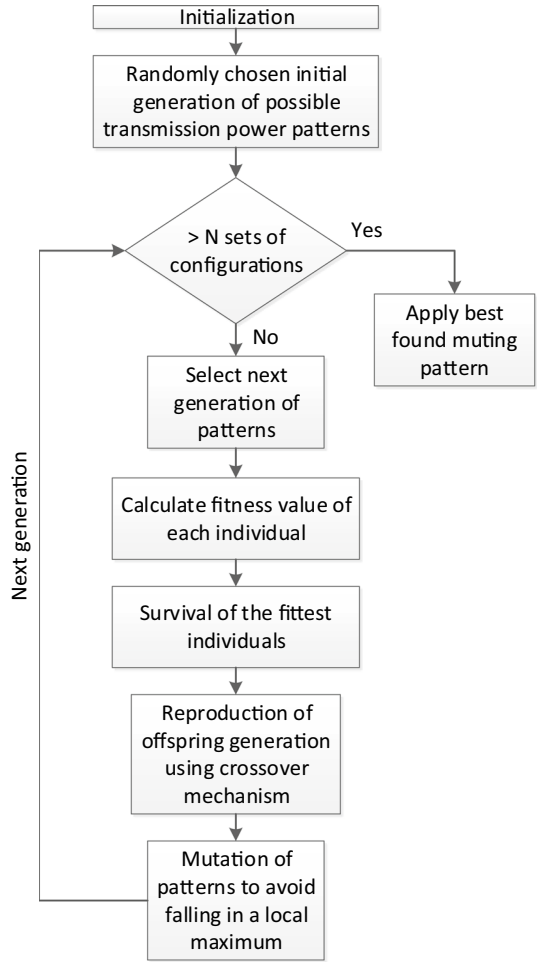 Initialization
Randomly chosen initial
generation of possible
transmission power patterns
> N sets of
configurations
Yes
Apply best
found muting
pattern
No
Select next
generation of
patterns
Calculate fitness value of
each individual
Survival of the fittest
individuals
Reproduction of
offspring generation
using crossover
mechanism
Mutation of
patterns to avoid
falling in a local
maximum
Next generation